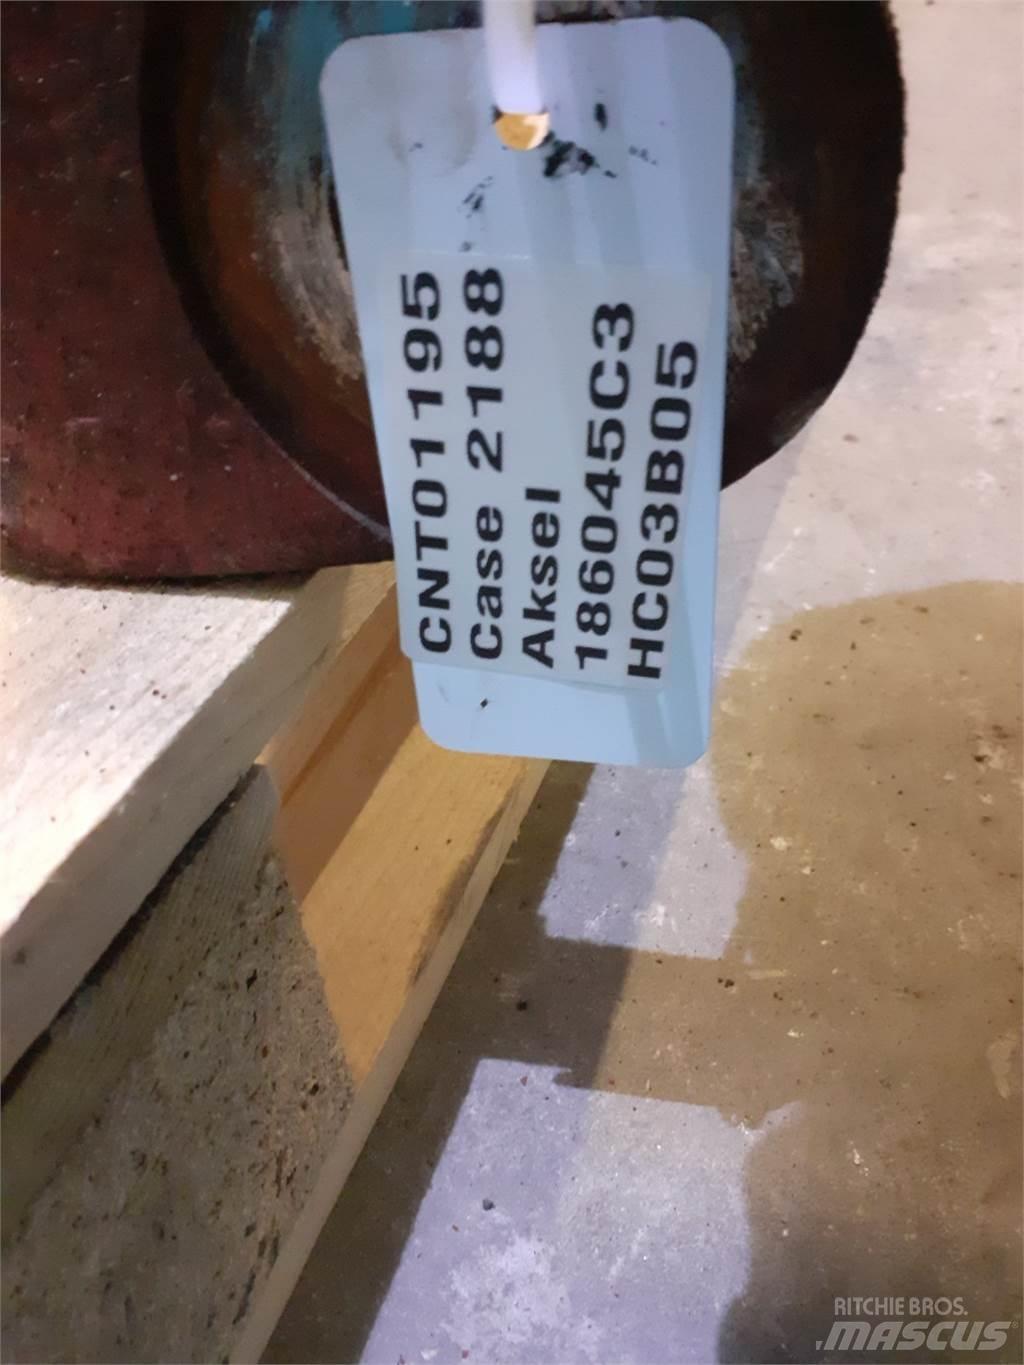 CNT01195
Case 2188
Aksel
186045C3
HC03B05
RITCHIE BROS.
MASCUS